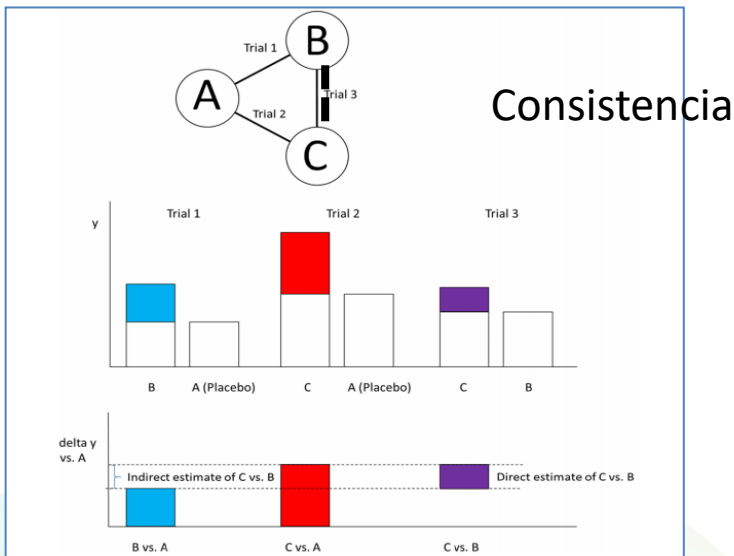 B
Trial 1
A
Trial 3
Consistencia
Trial 2
C
Trial 1 Trial 2 Trial 3
y
B A (Placebo) C A (Placebo) C B
delta y
vs. A
Indirect estimate of C vs. B Direct estimate of C vs. B
B vs. A C vs. A C vs. B